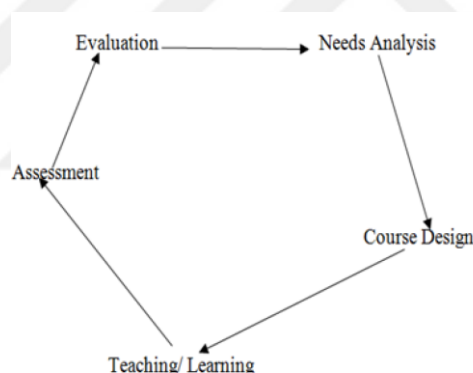 Evaluation
Needs Analysis
Assessment
Course Design
Teaching/ Learning